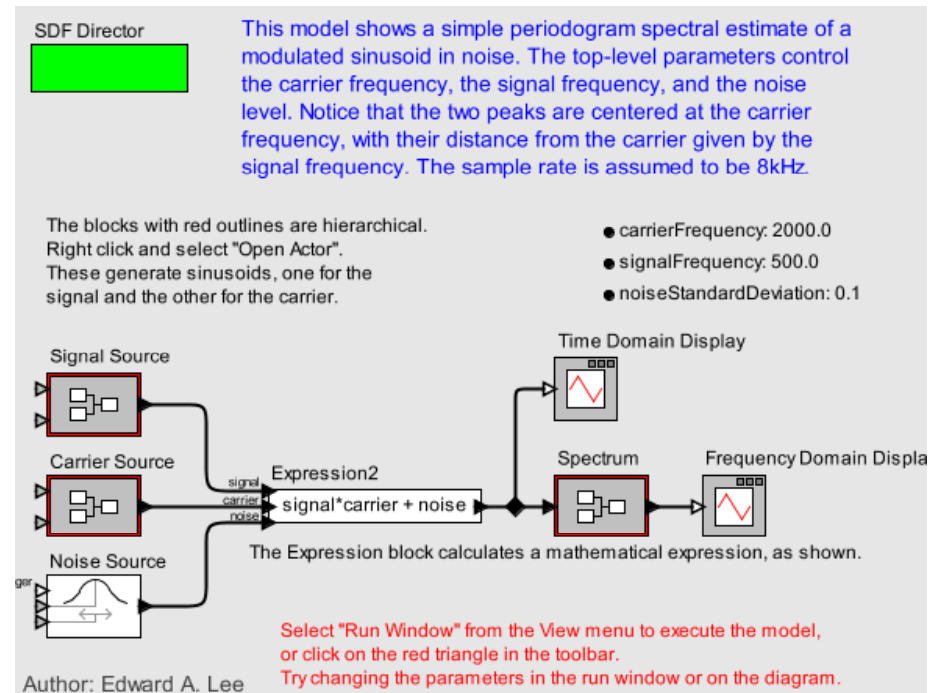 SDF Director
This model shows a simple periodogram spectral estimate of a
modulated sinusoid in noise. The top-level parameters control
the carrier frequency, the signal frequency, and the noise
level. Notice that the two peaks are centered at the carrier
frequency, with their distance from the carrier given by the
signal frequency. The sample rate is assumed to be 8kHz.
The blocks with red outlines are hierarchical.
Right click and select "Open Actor".
These generate sinusoids, one for the
signal and the other for the carrier.
carrierFrequency: 2000.0
signalFrequency: 500.0
noiseStandardDeviation: 0.1
Time Domain Display
Signal Source
Carrier Source
signal
carrier
noise
Expression2
signal*carrier + noise
Spectrum
Frequency Domain Displa
The Expression block calculates a mathematical expression, as shown.
Noise Source
ger
Select "Run Window" from the View menu to execute the model,
or click on the red triangle in the toolbar.
Try changing the parameters in the run window or on the diagram.
Author: Edward A. Lee